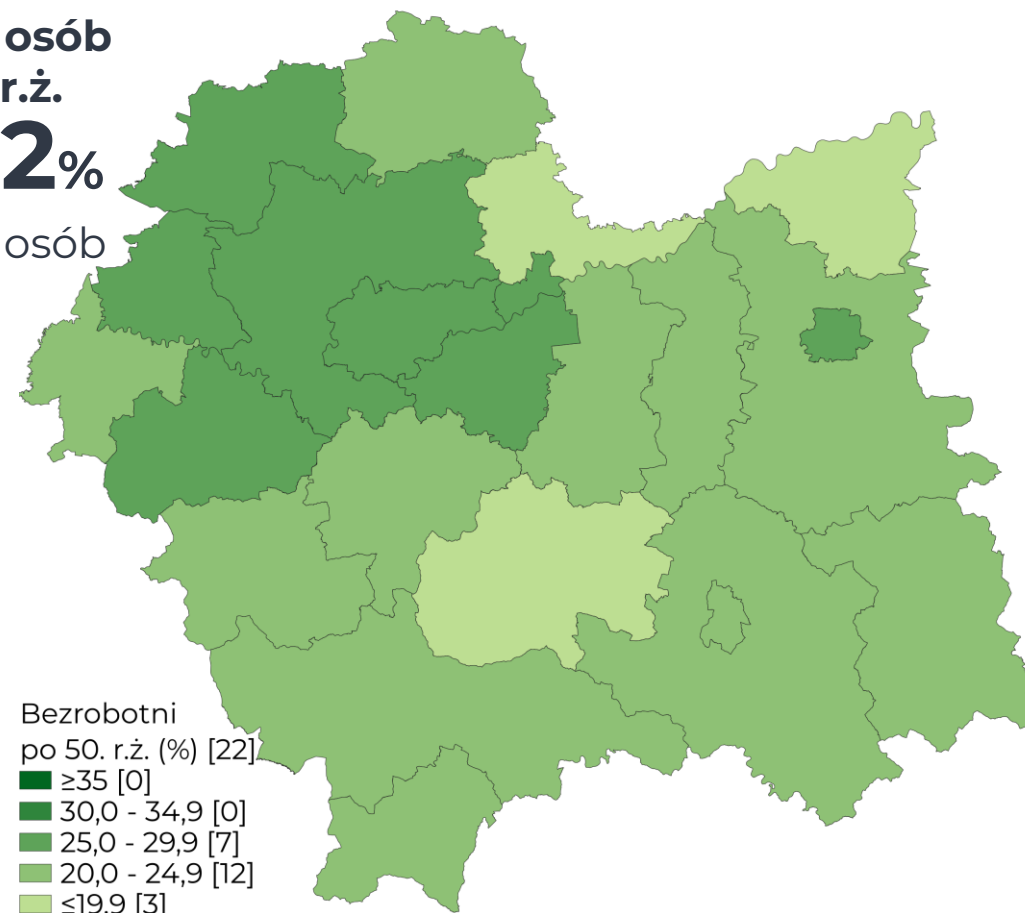 osób
r.ż.
2%
osób
Bezrobotni
po 50. r.ż. (%) [22]
≥35 [0]
30,0 - 34,9 [0]
25,0 - 29,9 [7]
20,0 - 24,9 [12]
≤19,9 [3]